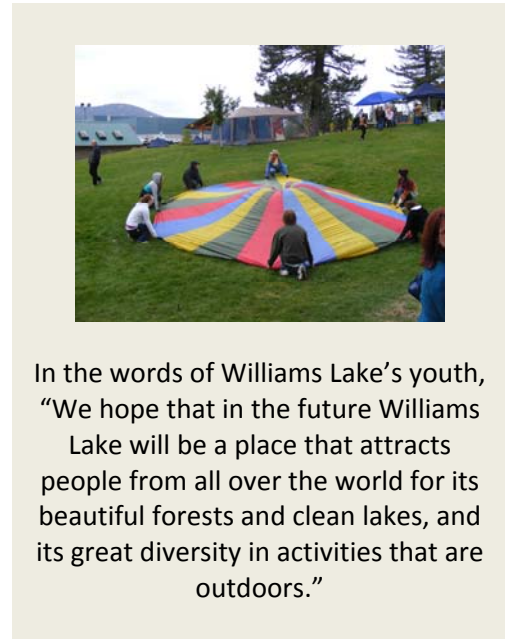 In the words of Williams Lake’s youth,
“We hope that in the future Williams
Lake will be a place that attracts
people from all over the world for its
beautiful forests and clean lakes, and
its great diversity in activities that are
outdoors.”